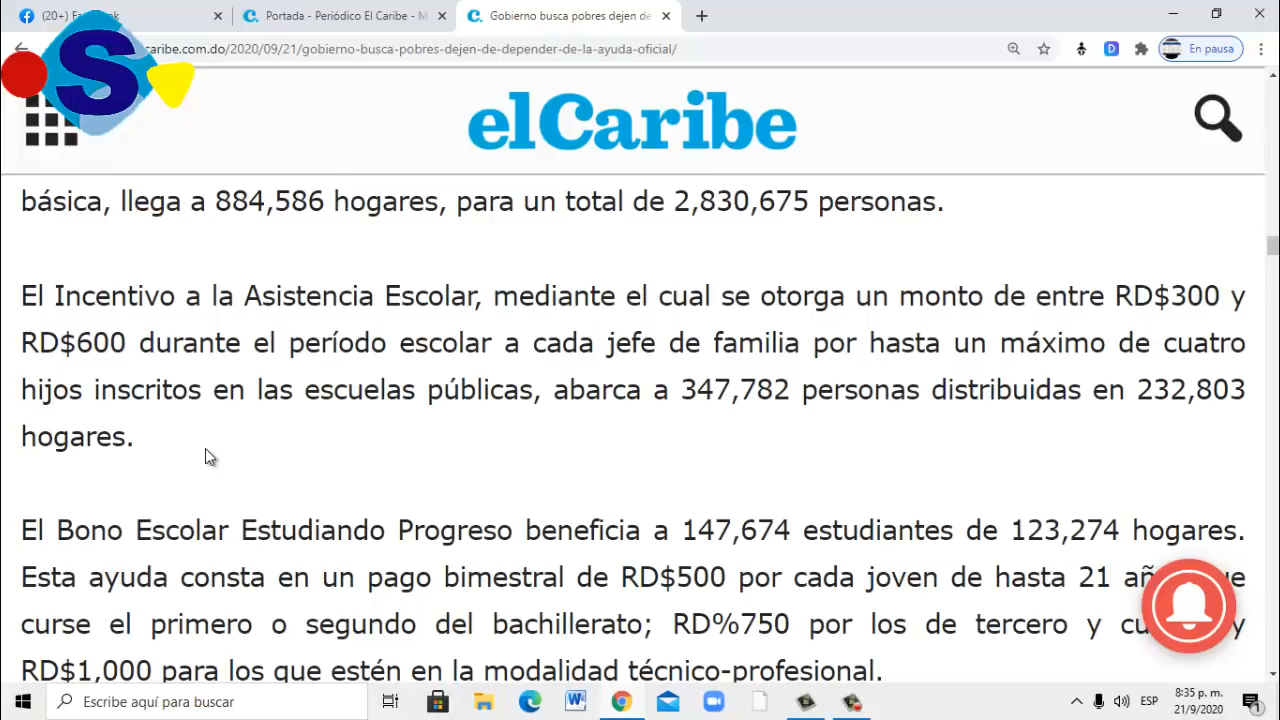 (20+) Fa ok
Portada - Periódico El Caribe - M
Gobierno busca pobres dejen de
caribe.com.do/2020/09/21/gobierno-busca-pobres-dejen-de-depender-de-la-ayuda-oficial/
D
En pausa
S
elCaribe
básica, llega a 884,586 hogares, para un total de 2,830,675 personas.
El Incentivo a la Asistencia Escolar, mediante el cual se otorga un monto de entre RD$300 y
RD$600 durante el período escolar a cada jefe de familia por hasta un máximo de cuatro
hijos inscritos en las escuelas públicas, abarca a 347,782 personas distribuidas en 232,803
hogares.
El Bono Escolar Estudiando Progreso beneficia a 147,674 estudiantes de 123,274 hogares.
Esta ayuda consta en un pago bimestral de RD$500 por cada joven de hasta 21
curse el primero o segundo del bachillerato; RD%750 por los de tercero y y
RD$1,000 para los que estén en la modalidad técnico-profesional.
Escribe aquí para buscar
ESP
8:35 p. m.
21/9/2020
1